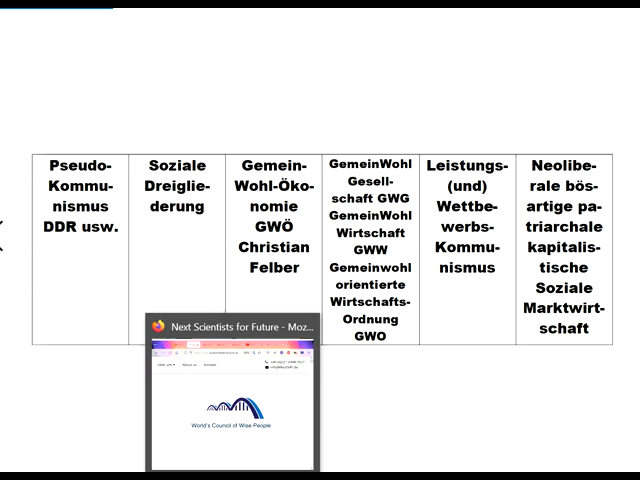 Pseudo-
Kommu-
nismus
DDR usw.
Soziale
Dreiglie-
derung
Gemein-
Wohl-Öko-
nomie
GWÖ
Christian
Felber
GemeinWohl
Gesell-
schaft GWG
GemeinWohl
Wirtschaft
GWW
Gemeinwohl
orientierte
Wirtschafts-
Ordnung
GWO
Leistungs-
(und)
Wettbe-
werbs-
Kommu-
nismus
Neolibe-
rale bös-
artige pa-
triarchale
kapitalis-
tische
Soziale
Marktwirt-
schaft
Next Scientists for Future - Moz...
World's Council of Wise People